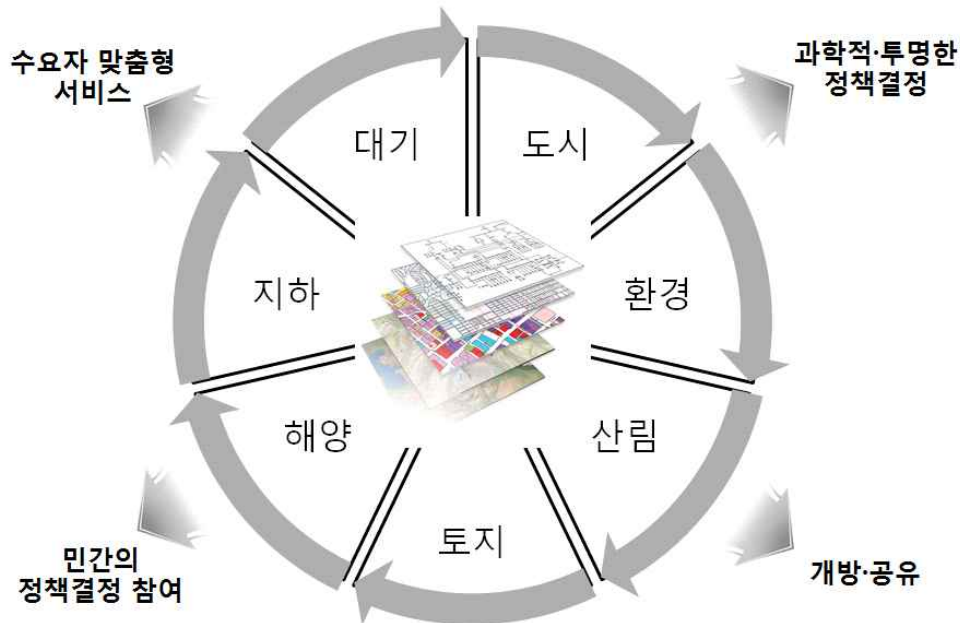 수요자 맞춤형
서비스
과학적·투명한
정책결정
대기
도시
지하
환경
해양
산림
토지
민간의
정책결정 참여
개방·공유